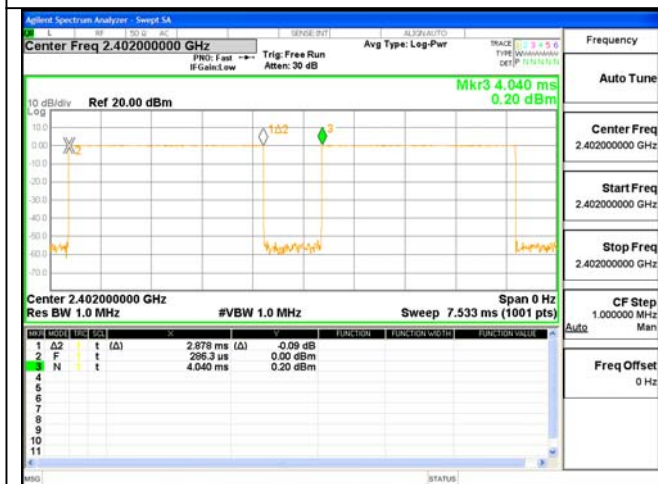 Agilent Spectrum Analyzer - Swept SA
L RF 50 Ω AC SENSE:INT ALIGNAUTO
Center Freq 2.402000000 GHz
PNO: Fast
IFGain:Low
Trig: Free Run
Atten: 30 dB
Avg Type: Log-Pwr
TRACE 1 2 3 4 5 6
TYPE
DET P N N N N N
Mkr3 4.040 ms
0.20 dBm
10 dB/div Ref 20.00 dBm
Log
10.0
0.00
-10.0
-20.0
-30.0
-40.0
-50.0
-60.0
-70.0
2
1Δ2
3
Center 2.402000000 GHz
Span 0 Hz
Res BW 1.0 MHz
#VBW 1.0 MHz
Sweep 7.533 ms (1001 pts)
MKR MODE TRC SCL X Y FUNCTION FUNCTION WIDTH FUNCTION VALUE
1 Δ2 1 t (Δ) 2.878 ms (Δ) -0.09 dB
2 F 1 t 286.3 µs 0.00 dBm
3 N 1 t 4.040 ms 0.20 dBm
4
5
6
7
8
9
10
11
MSG STATUS
Frequency
Auto Tune
Center Freq
2.402000000 GHz
Start Freq
2.402000000 GHz
Stop Freq
2.402000000 GHz
CF Step
1.000000 MHz
Auto Man
Freq Offset
0 Hz